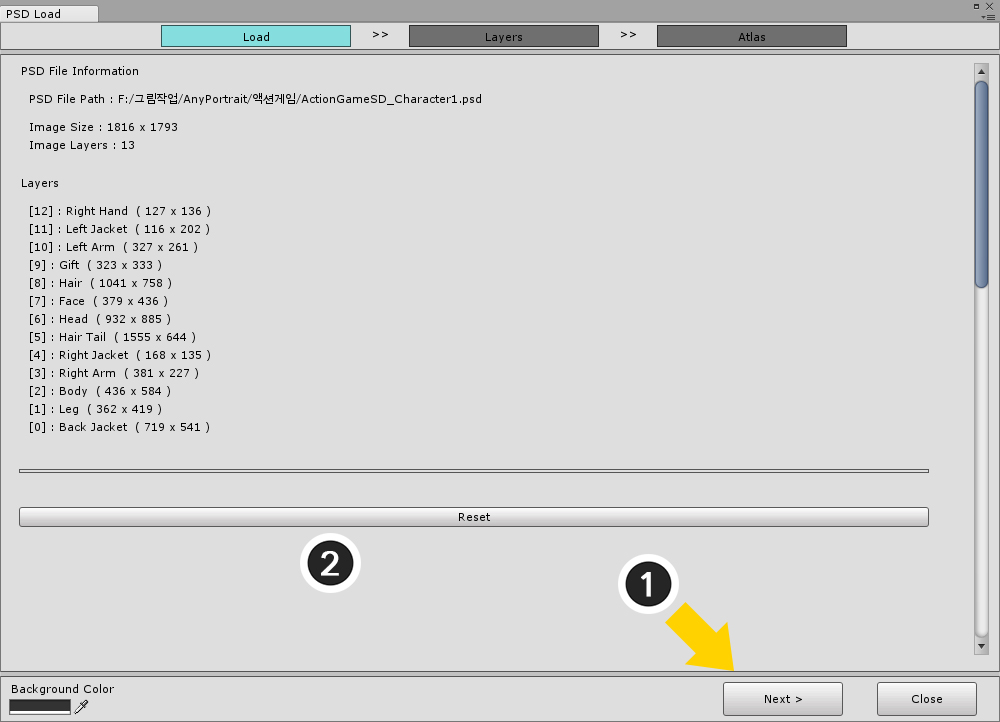 PSD Load
Load >> Layers >> Atlas
PSD File Information
PSD File Path : F:/그림작업/AnyPortrait/액션게임/ActionGameSD_Character1.psd
Image Size : 1816 x 1793
Image Layers : 13
Layers
[12] : Right Hand ( 127 x 136 )
[11] : Left Jacket ( 116 x 202 )
[10] : Left Arm ( 327 x 261 )
[9] : Gift ( 323 x 333 )
[8] : Hair ( 1041 x 758 )
[7] : Face ( 379 x 436 )
[6] : Head ( 932 x 885 )
[5] : Hair Tail ( 1555 x 644 )
[4] : Right Jacket ( 168 x 135 )
[3] : Right Arm ( 381 x 227 )
[2] : Body ( 436 x 584 )
[1] : Leg ( 362 x 419 )
[0] : Back Jacket ( 719 x 541 )
Reset
2
1
Background Color
Next >
Close